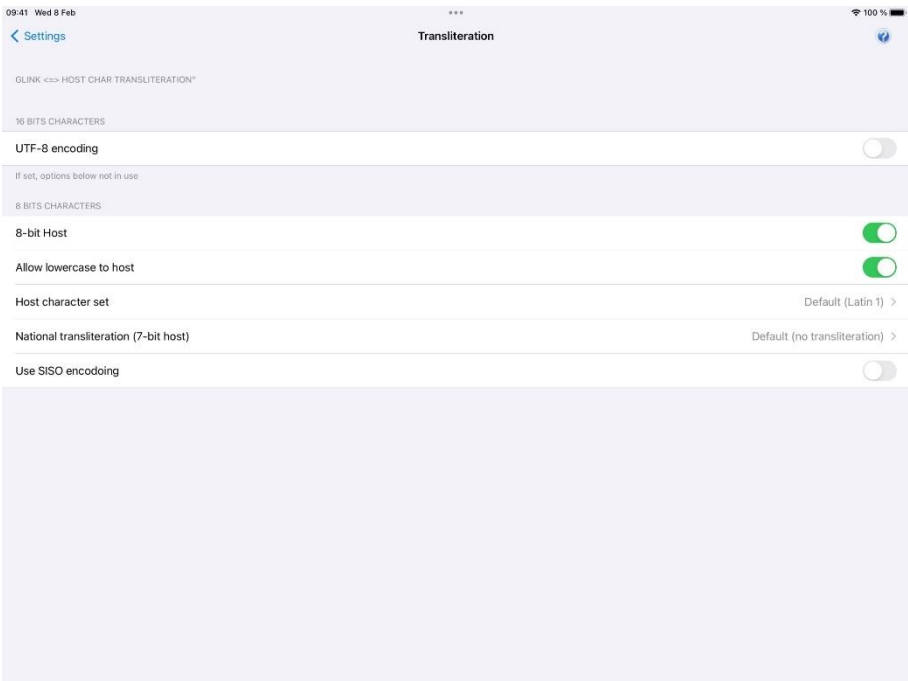 09:41 Wed 8 Feb
100 %
Settings
Transliteration
?
GLINK <=> HOST CHAR TRANSLITERATION"
16 BITS CHARACTERS
UTF-8 encoding
If set, options below not in use
8 BITS CHARACTERS
8-bit Host
Allow lowercase to host
Host character set Default (Latin 1)
National transliteration (7-bit host) Default (no transliteration)
Use SISO encodoing